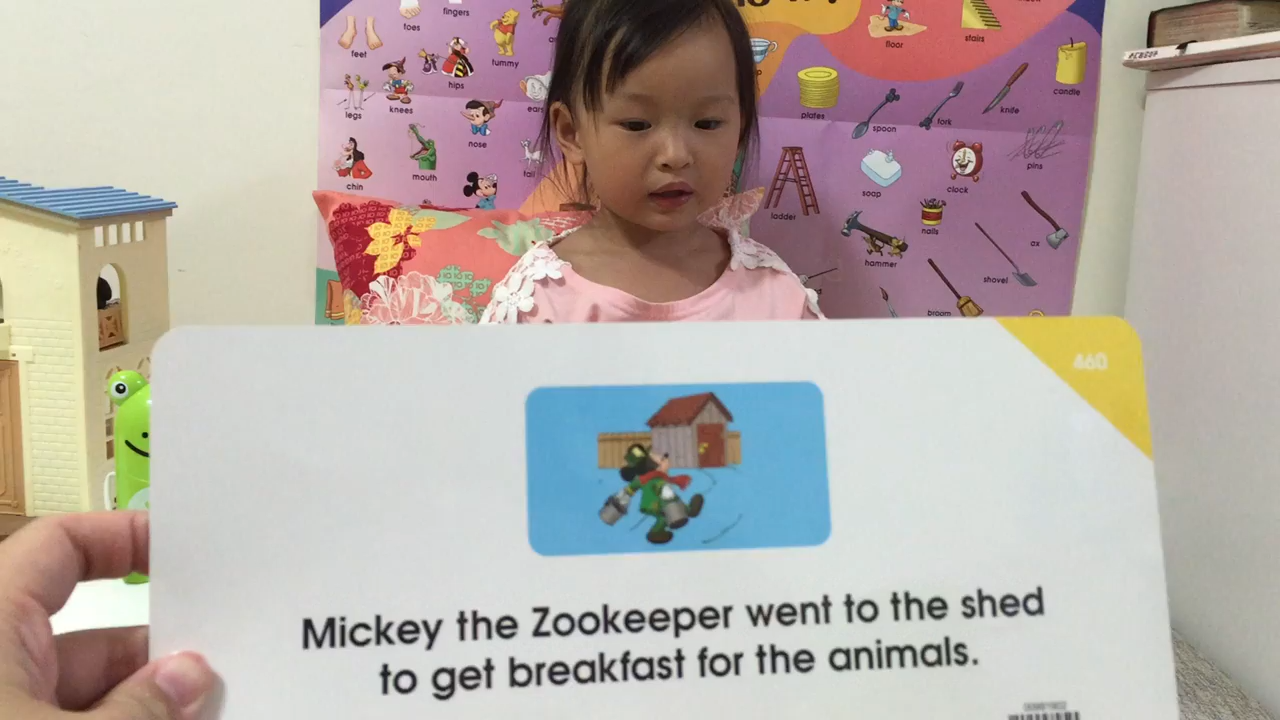 fingers
toes
feet
tummy
hips
knees
legs
ears
nose
tail
mouth
chin
floor
stairs
candle
plates
knife
fork
spoon
pins
clock
soap
ladder
nails
ax
hammer
shovel
broom
460
Mickey the Zookeeper went to the shed
to get breakfast for the animals.